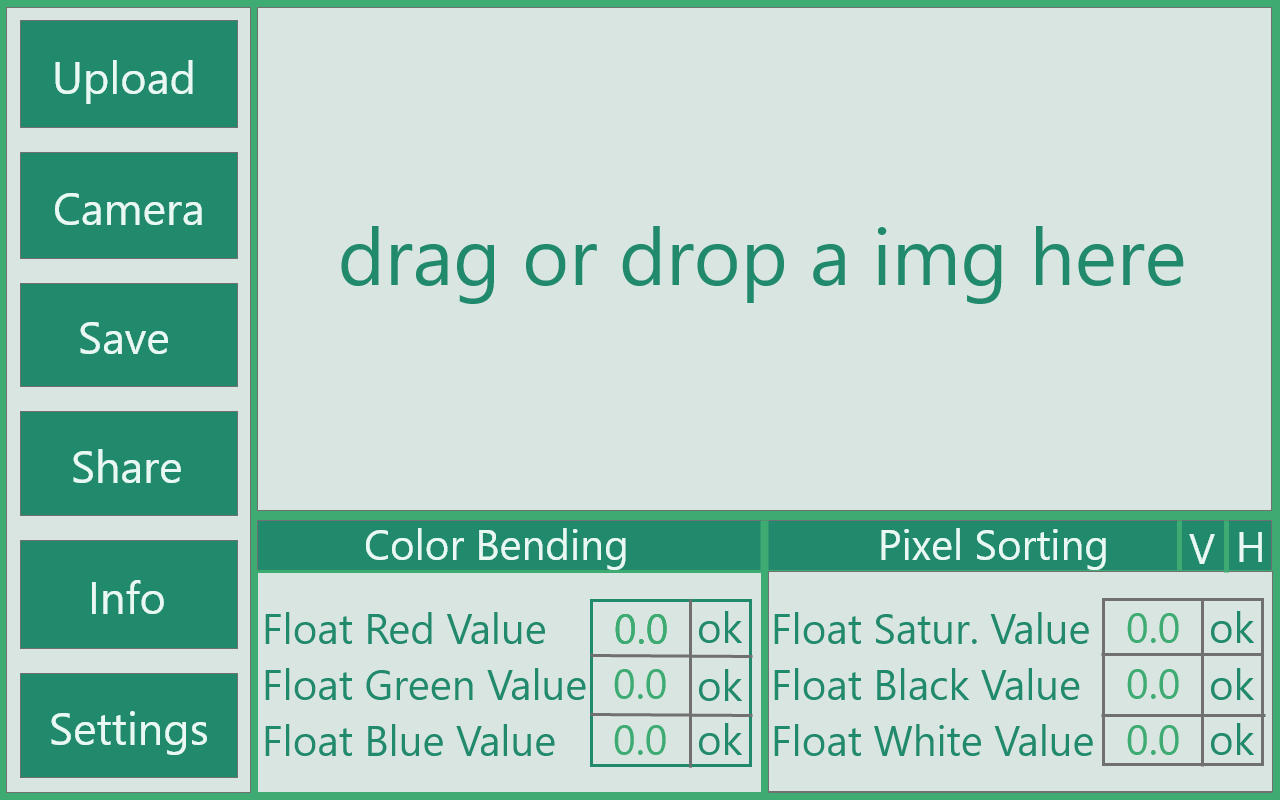 Upload
Camera
Save
Share
Info
Settings
drag or drop a img here
Color Bending
Float Red Value 0.0 ok
Float Green Value 0.0 ok
Float Blue Value 0.0 ok
Pixel Sorting V H
Float Satur. Value 0.0 ok
Float Black Value 0.0 ok
Float White Value 0.0 ok